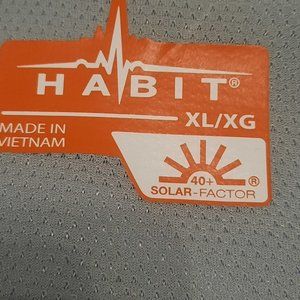 HABIT®
XL/XG
MADE IN
VIETNAM
40+
SOLAR-FACTOR®